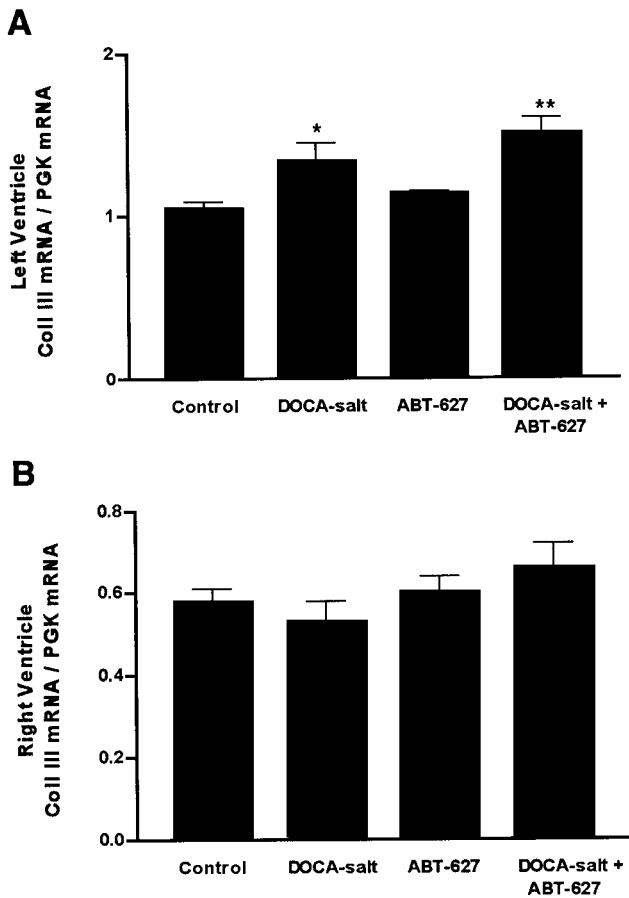 A
Left Ventricle
Coll III mRNA / PGK mRNA
2
1
0
*
**
Control
DOCA-salt
ABT-627
DOCA-salt +
ABT-627
B
Right Ventricle
Coll III mRNA / PGK mRNA
0.8
0.6
0.4
0.2
0.0
Control
DOCA-salt
ABT-627
DOCA-salt +
ABT-627